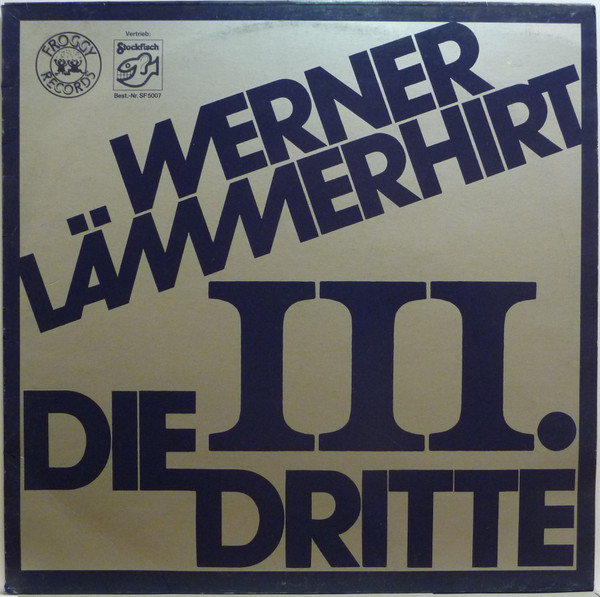 FROGGY
RECORDS
Vertrieb:
Stockfisch
Best.-Nr. SF 5007
WERNER
LÄMMERHIRT
III.
DIE
DRITTE